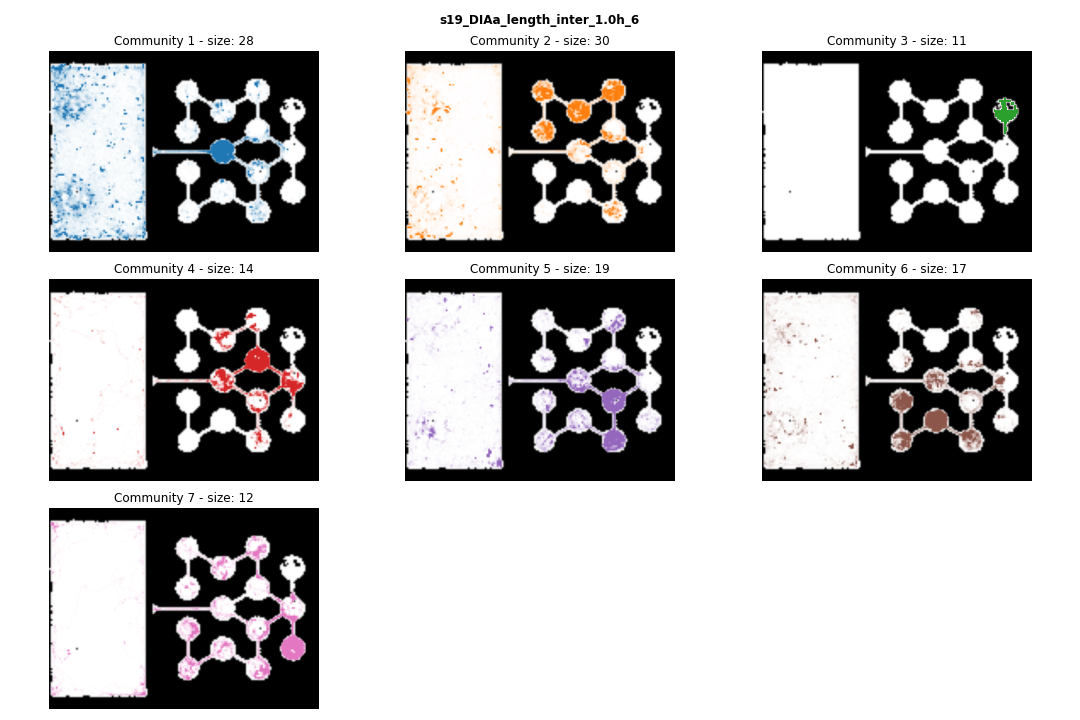 s19_DIAa_length_inter_1.0h_6
Community 1 - size: 28
Community 2 - size: 30
Community 3 - size: 11
Community 4 - size: 14
Community 5 - size: 19
Community 6 - size: 17
Community 7 - size: 12